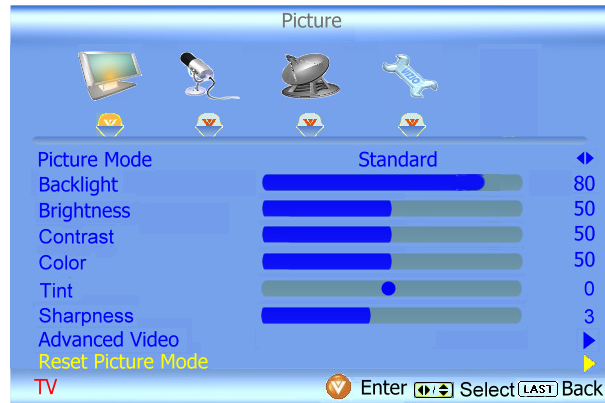 Picture
VIZIO
Picture Mode Standard
Backlight 80
Brightness 50
Contrast 50
Color 50
Tint 0
Sharpness 3
Advanced Video
Reset Picture Mode
TV V Enter Select LAST Back